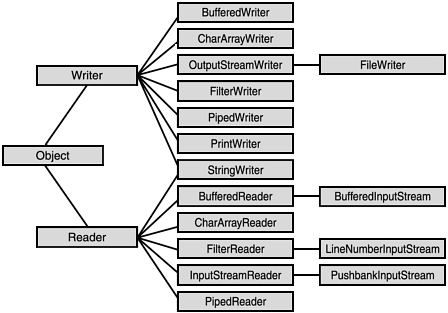 BufferedWriter
CharArrayWriter
OutputStreamWriter
FileWriter
Writer
FilterWriter
PipedWriter
PrintWriter
Object
StringWriter
BufferedReader
BufferedInputStream
CharArrayReader
Reader
FilterReader
LineNumberInputStream
InputStreamReader
PushbankInputStream
PipedReader